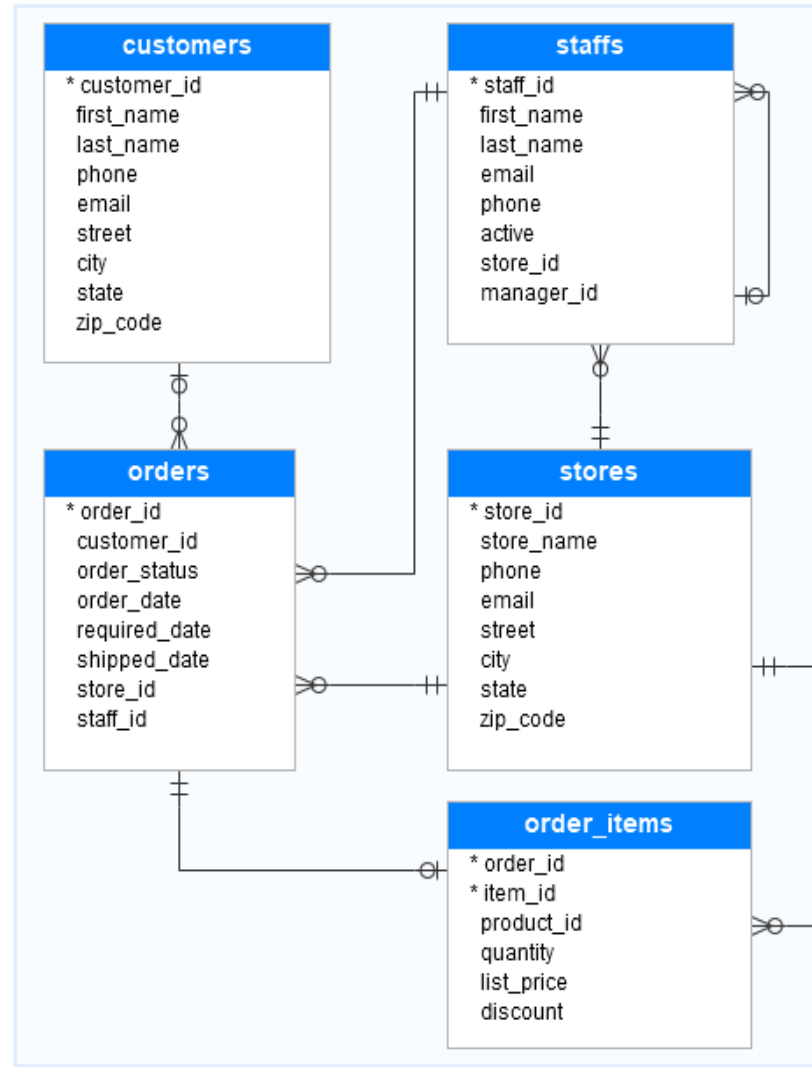 customers
* customer_id
first_name
last_name
phone
email
street
city
state
zip_code
staffs
* staff_id
first_name
last_name
email
phone
active
store_id
manager_id
orders
* order_id
customer_id
order_status
order_date
required_date
shipped_date
store_id
staff_id
stores
* store_id
store_name
phone
email
street
city
state
zip_code
order_items
* order_id
* item_id
product_id
quantity
list_price
discount